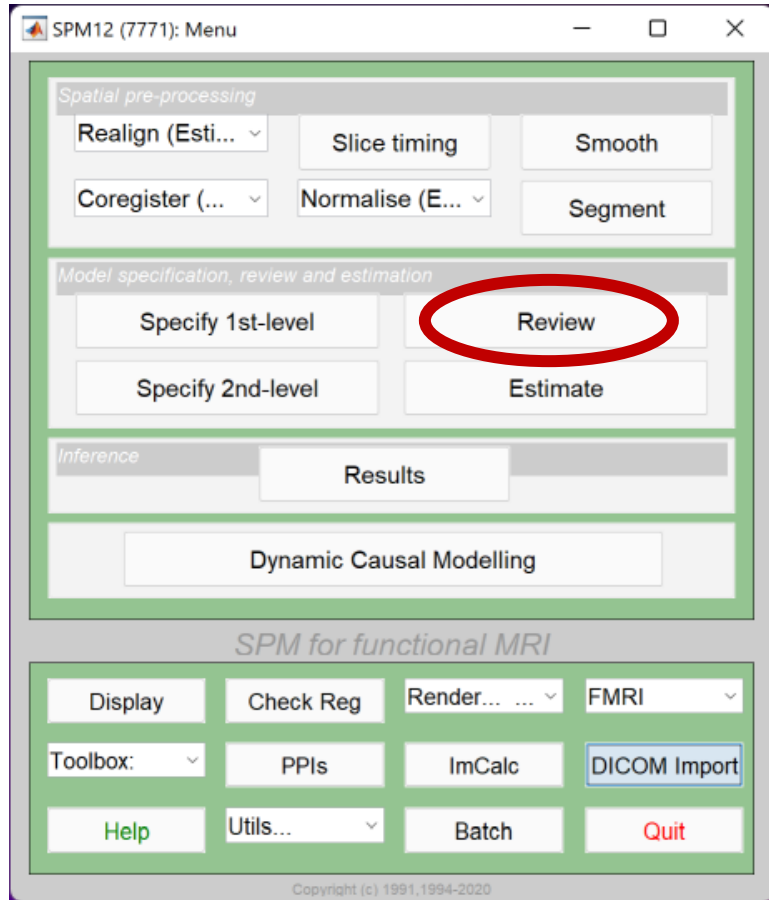 SPM12 (7771): Menu
Spatial pre-processing
Realign (Esti...
Slice timing
Smooth
Coregister (...
Normalise (E...
Segment
Model specification, review and estimation
Specify 1st-level
Review
Specify 2nd-level
Estimate
Inference
Results
Dynamic Causal Modelling
SPM for functional MRI
Display
Check Reg
Render... ...
FMRI
Toolbox:
PPIs
ImCalc
DICOM Import
Help
Utils...
Batch
Quit
Copyright (c) 1991,1994-2020